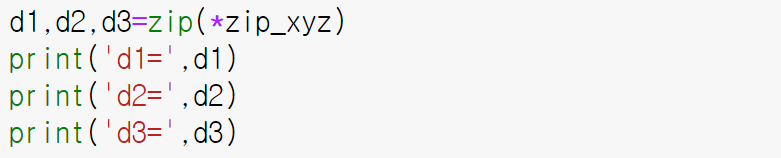 d1,d2,d3=zip(*zip_xyz)
print('d1=',d1)
print('d2=',d2)
print('d3=',d3)